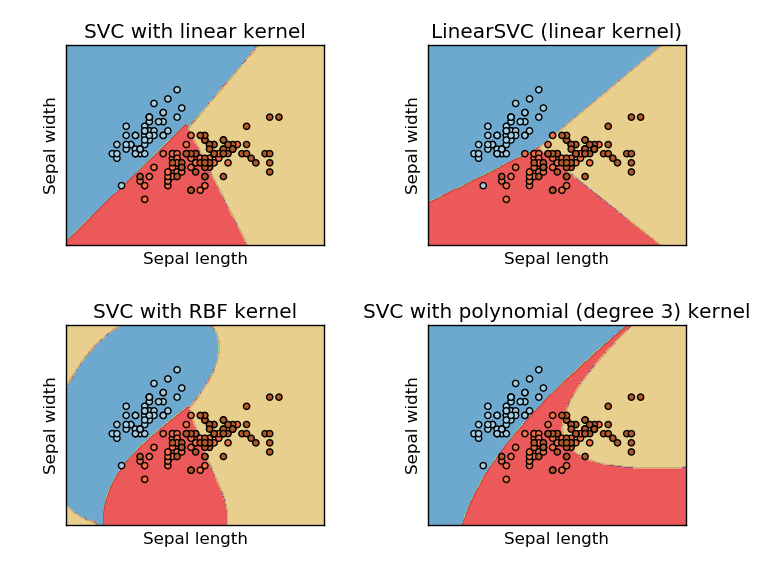 SVC with linear kernel
LinearSVC (linear kernel)
Sepal width
Sepal width
Sepal length
Sepal length
SVC with RBF kernel
SVC with polynomial (degree 3) kernel
Sepal width
Sepal width
Sepal length
Sepal length